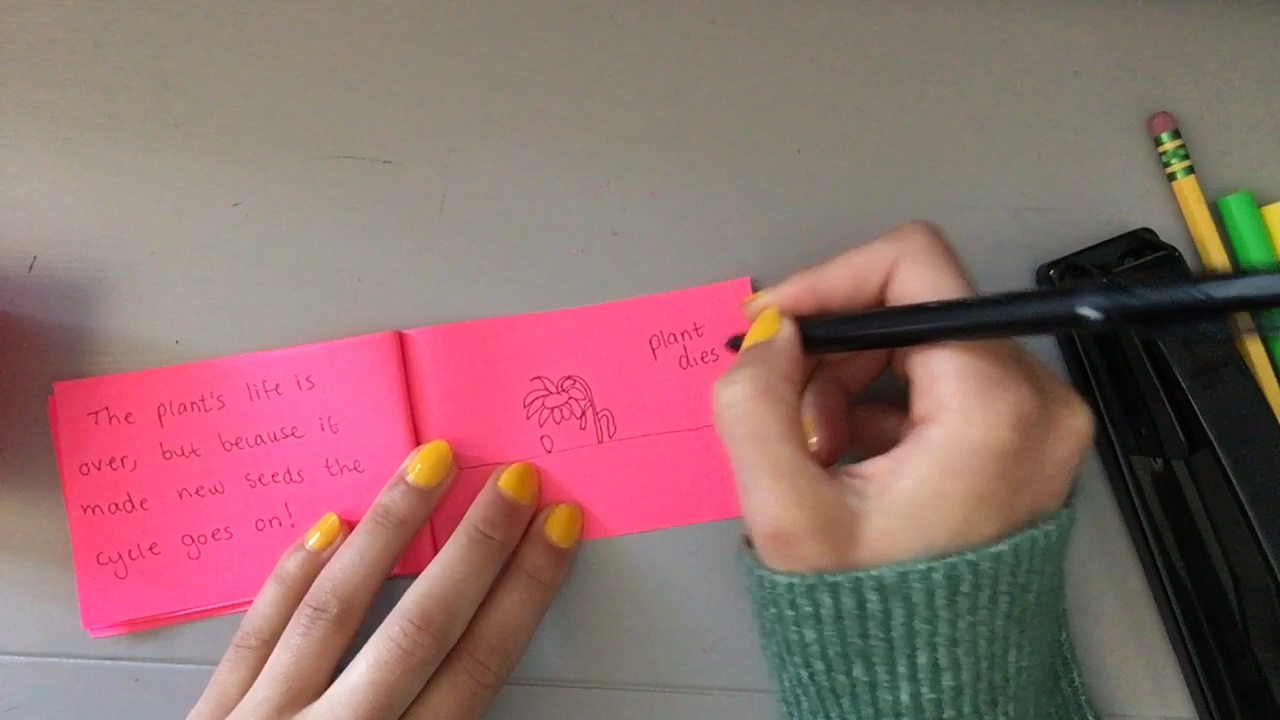 The plant's life is
over, but because it
made new seeds the
cycle goes on!
plant
dies